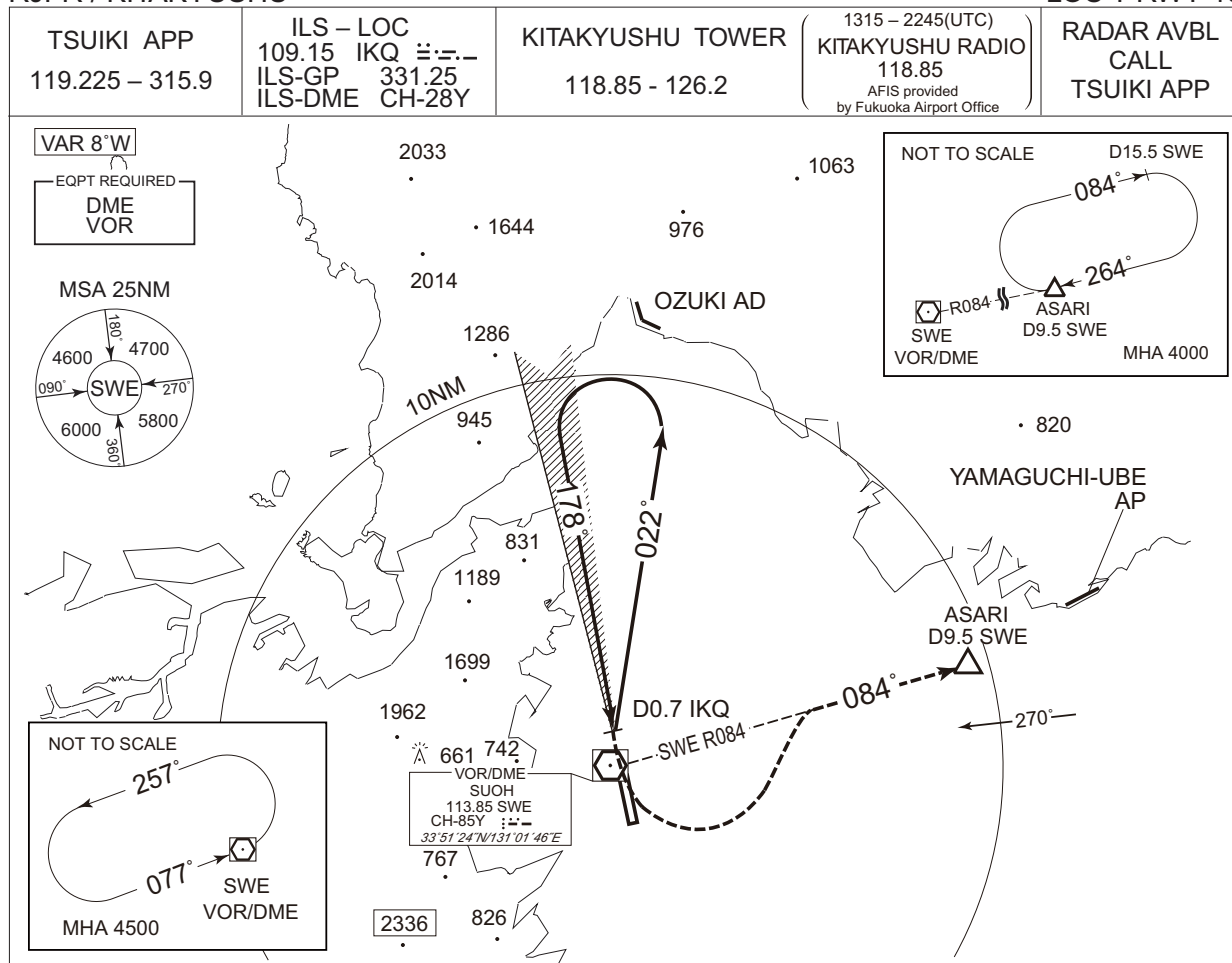 TSUIKI APP
119.225 – 315.9
ILS – LOC
109.15 IKQ
ILS-GP 331.25
ILS-DME CH-28Y
KITAKYUSHU TOWER
118.85 - 126.2
1315 – 2245(UTC)
KITAKYUSHU RADIO
118.85
AFIS provided
by Fukuoka Airport Office
RADAR AVBL
CALL
TSUIKI APP
VAR 8°W
EQPT REQUIRED
DME
VOR
MSA 25NM
180°
4600
4700
090°
SWE
270°
6000
5800
360°
2033
1063
1644
976
2014
OZUKI AD
1286
10NM
945
NOT TO SCALE
D15.5 SWE
084°
264°
R084
ASARI
D9.5 SWE
SWE
VOR/DME
MHA 4000
820
YAMAGUCHI-UBE
AP
178°
022°
831
1189
ASARI
D9.5 SWE
1699
D0.7 IKQ
084°
SWE R084
270°
1962
661
742
VOR/DME
SUOH
113.85 SWE
CH-85Y
33°51´24˝N/131°01´46˝E
767
2336
826
NOT TO SCALE
257°
077°
SWE
VOR/DME
MHA 4500